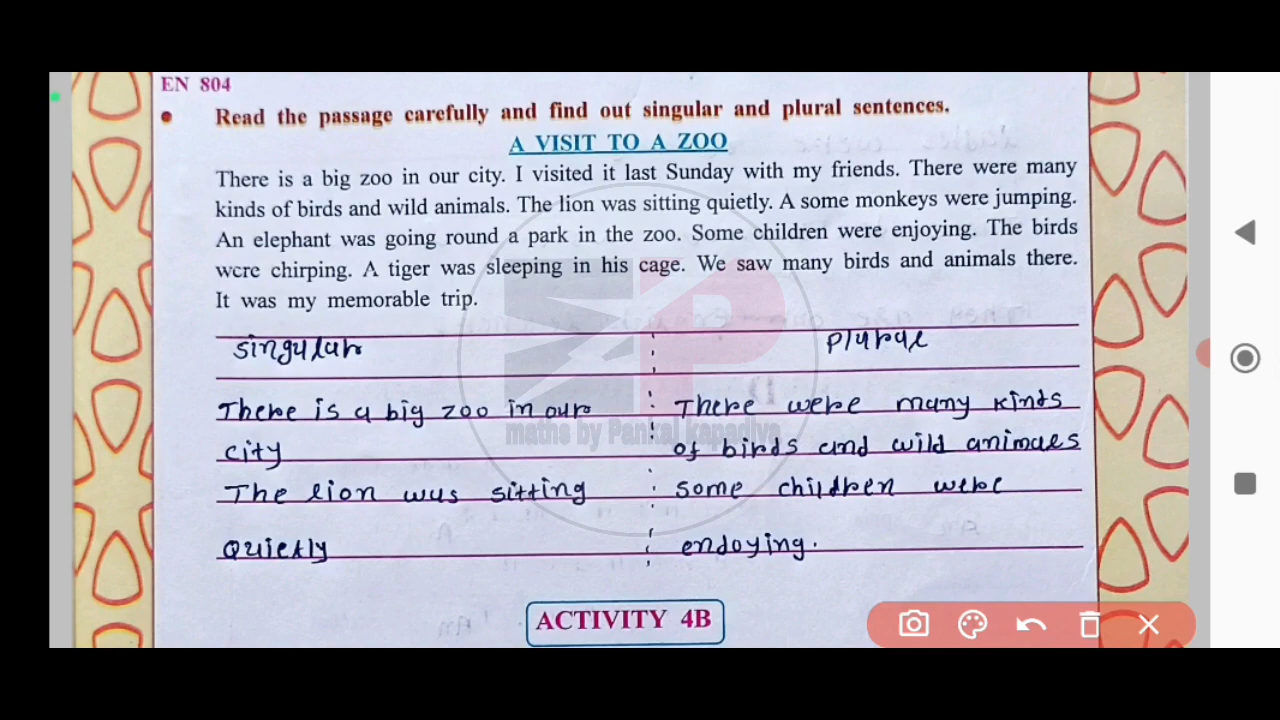 EN 804
• Read the passage carefully and find out singular and plural sentences.
A VISIT TO A ZOO
There is a big zoo in our city. I visited it last Sunday with my friends. There were many
kinds of birds and wild animals. The lion was sitting quietly. A some monkeys were jumping.
An elephant was going round a park in the zoo. Some children were enjoying. The birds
were chirping. A tiger was sleeping in his cage. We saw many birds and animals there.
It was my memorable trip.
singular plural
There is a big zoo in our There were many kinds
maths by Pankaj kapadiya
city of birds and wild animals
The lion was sitting some children were
Quietly endoying.
ACTIVITY 4B